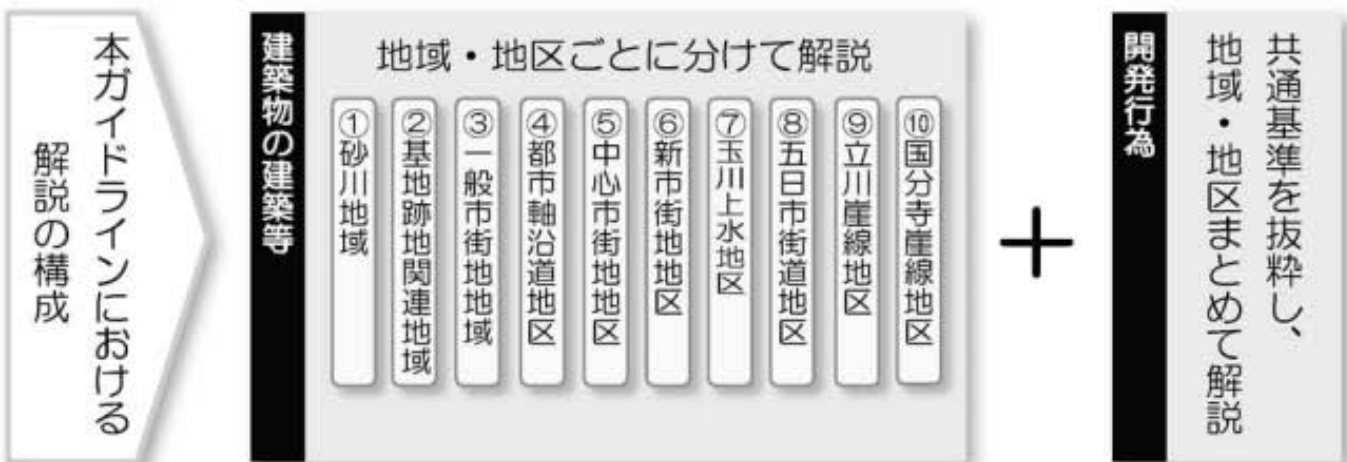 本ガイドラインにおける
解説の構成
建築物の建築等
地域・地区ごとに分けて解説
①砂川地域
②基地跡地関連地域
③一般市街地地域
④都市軸沿道地区
⑤中心市街地地区
⑥新市街地地区
⑦玉川上水地区
⑧五日市街道地区
⑨立川崖線地区
⑩国分寺崖線地区
+
開発行為
共通基準を抜粋し、
地域・地区まとめて解説